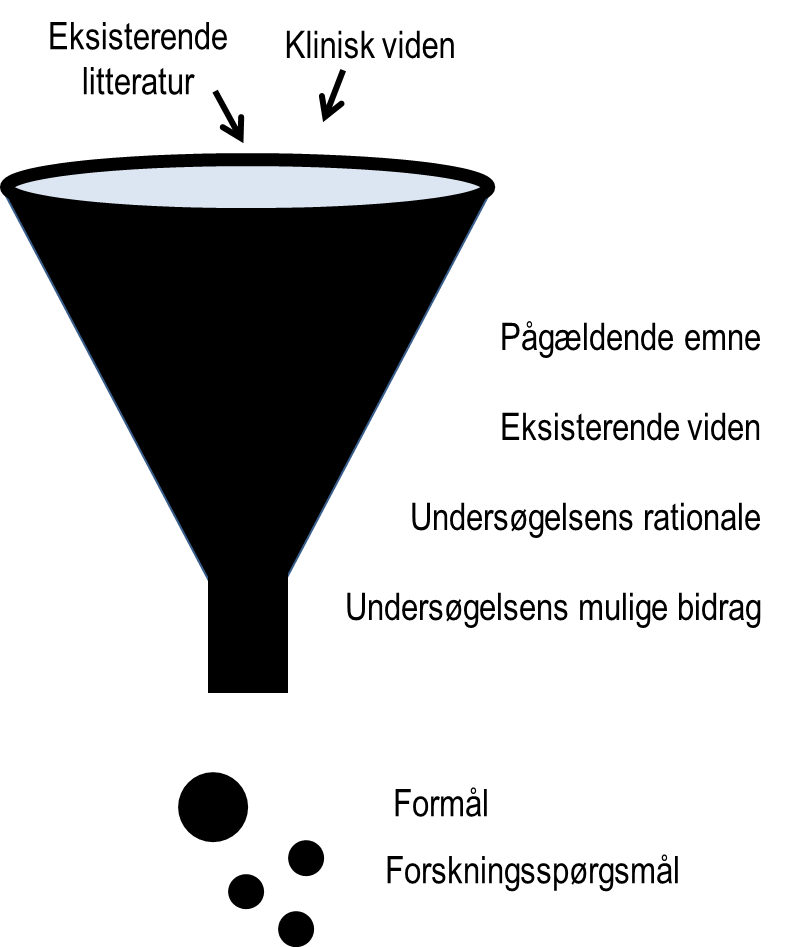 Eksisterende
litteratur
Klinisk viden
Pågældende emne
Eksisterende viden
Undersøgelsens rationale
Undersøgelsens mulige bidrag
Formål
Forskningsspørgsmål